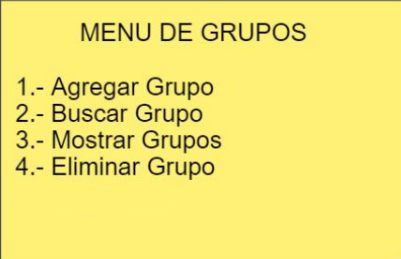 MENU DE GRUPOS
1.- Agregar Grupo
2.- Buscar Grupo
3.- Mostrar Grupos
4.- Eliminar Grupo